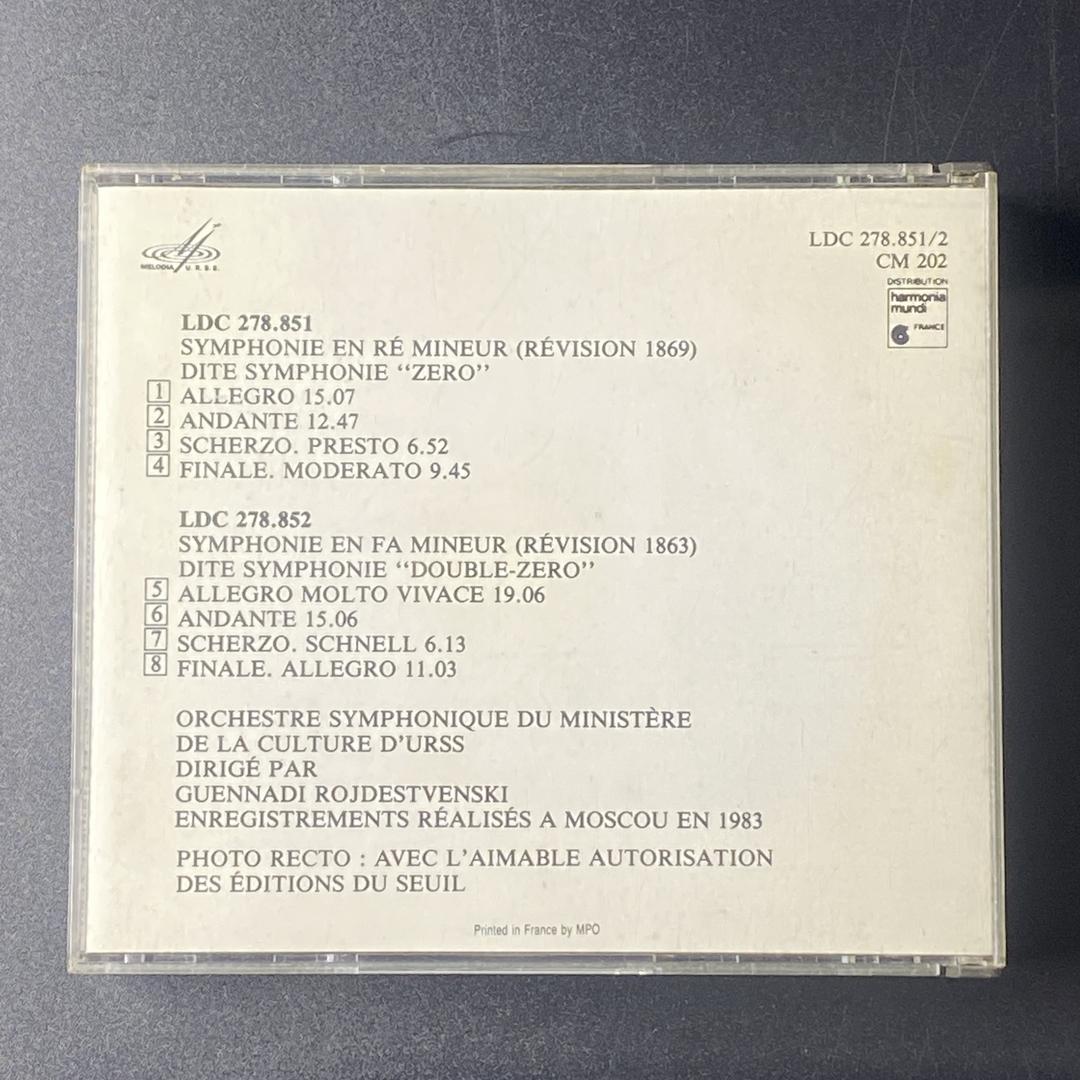 MELODIA U.R.S.S.
LDC 278.851/2
CM 202
DISTRIBUTION
harmonia
mundi
FRANCE
LDC 278.851
SYMPHONIE EN RÉ MINEUR (RÉVISION 1869)
DITE SYMPHONIE “ZERO”
1 ALLEGRO 15.07
2 ANDANTE 12.47
3 SCHERZO. PRESTO 6.52
4 FINALE. MODERATO 9.45
LDC 278.852
SYMPHONIE EN FA MINEUR (RÉVISION 1863)
DITE SYMPHONIE “DOUBLE-ZERO”
5 ALLEGRO MOLTO VIVACE 19.06
6 ANDANTE 15.06
7 SCHERZO. SCHNELL 6.13
8 FINALE. ALLEGRO 11.03
ORCHESTRE SYMPHONIQUE DU MINISTÈRE
DE LA CULTURE D'URSS
DIRIGÉ PAR
GUENNADI ROJDESTVENSKI
ENREGISTREMENTS RÉALISÉS A MOSCOU EN 1983
PHOTO RECTO : AVEC L'AIMABLE AUTORISATION
DES ÉDITIONS DU SEUIL
Printed in France by MPO